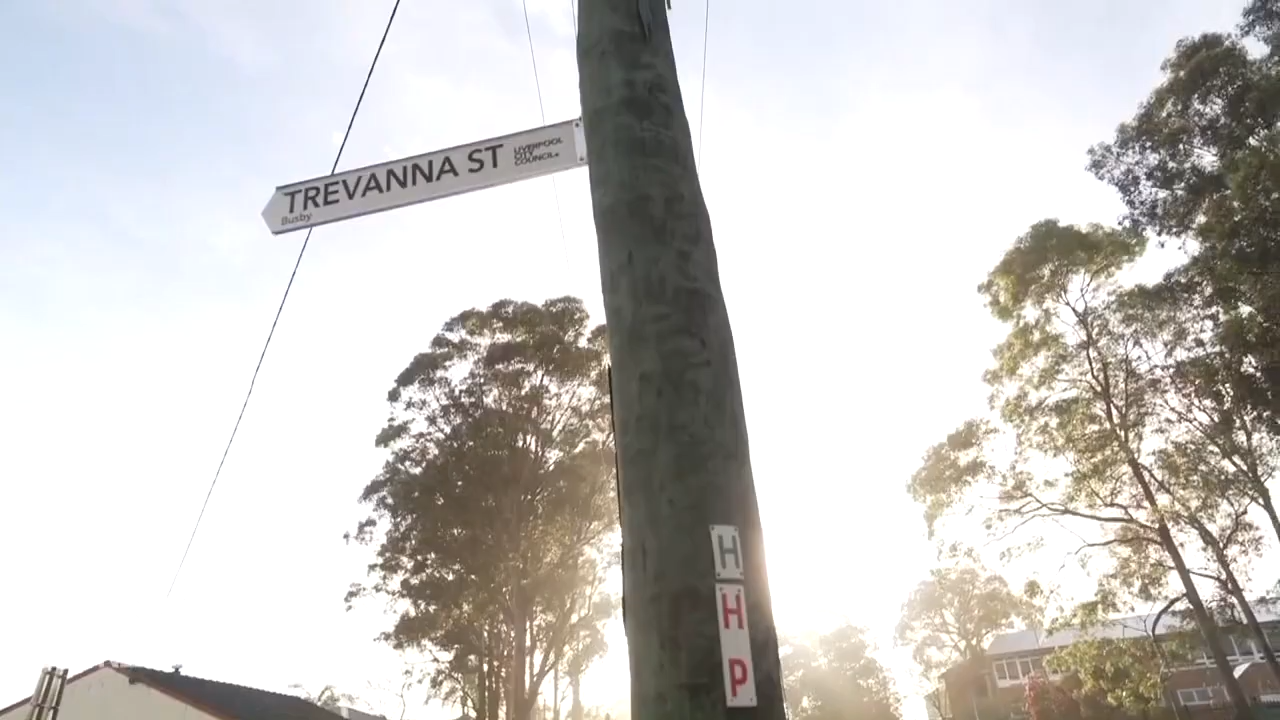 TREVANNA ST
LIVERPOOL
CITY
COUNCIL
Busby
H
H
P